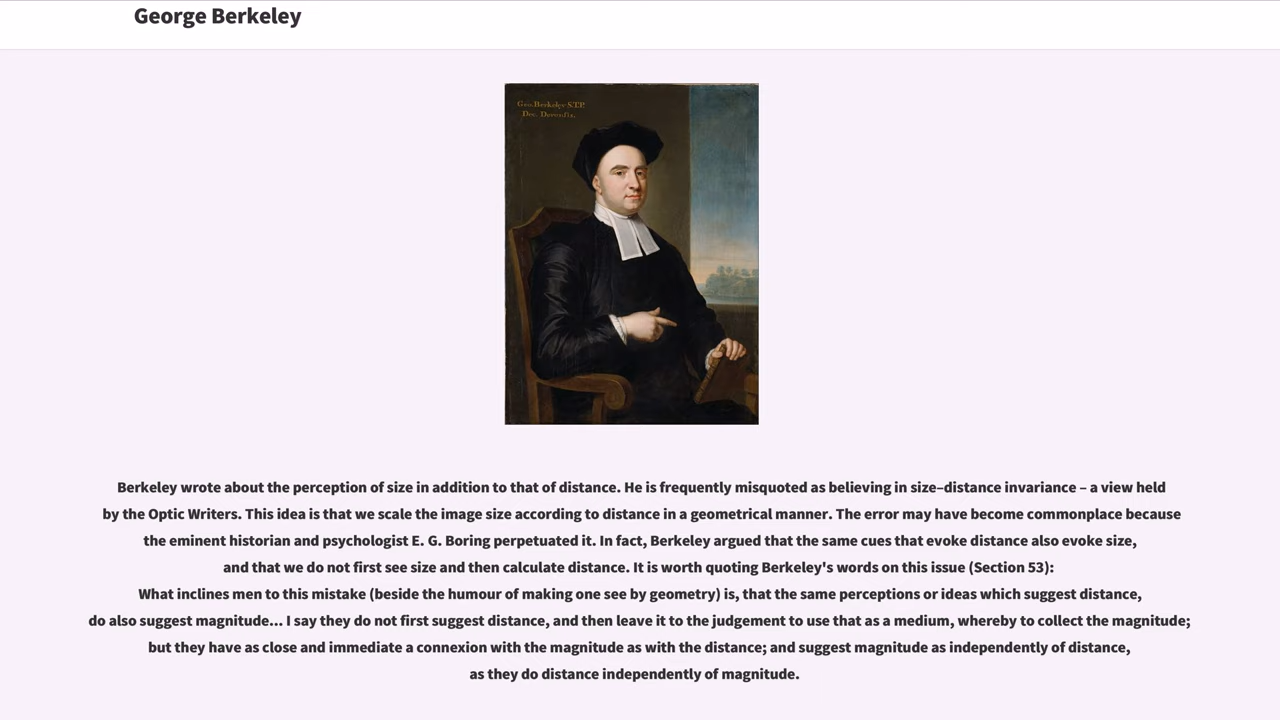 George Berkeley
Geo. Berkeley S.T.P.
Dec.
Berkeley wrote about the perception of size in addition to that of distance. He is frequently misquoted as believing in size–distance invariance – a view held
by the Optic Writers. This idea is that we scale the image size according to distance in a geometrical manner. The error may have become commonplace because
the eminent historian and psychologist E. G. Boring perpetuated it. In fact, Berkeley argued that the same cues that evoke distance also evoke size,
and that we do not first see size and then calculate distance. It is worth quoting Berkeley's words on this issue (Section 53):
What inclines men to this mistake (beside the humour of making one see by geometry) is, that the same perceptions or ideas which suggest distance,
do also suggest magnitude... I say they do not first suggest distance, and then leave it to the judgement to use that as a medium, whereby to collect the magnitude;
but they have as close and immediate a connexion with the magnitude as with the distance; and suggest magnitude as independently of distance,
as they do distance independently of magnitude.